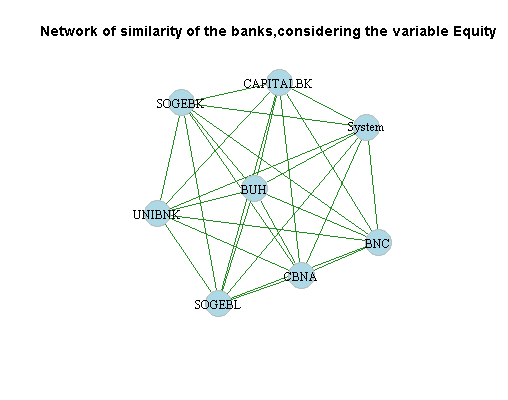 Network of similarity of the banks,considering the variable Equity
CAPITALBK
SOGEBK
System
BUH
UNIBNK
BNC
CBNA
SOGEBL